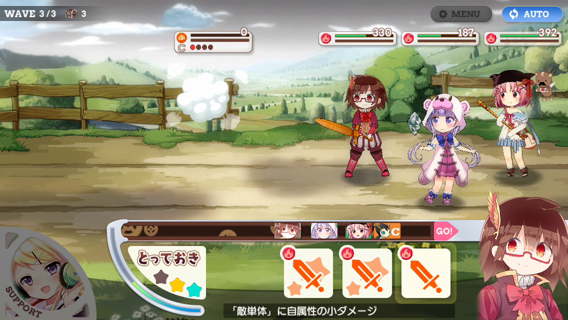 WAVE 3/3 3
MENU
AUTO
0
C
330
187
392
C
GO!
とっておき
SUPPORT
「敵単体」に自属性の小ダメージ